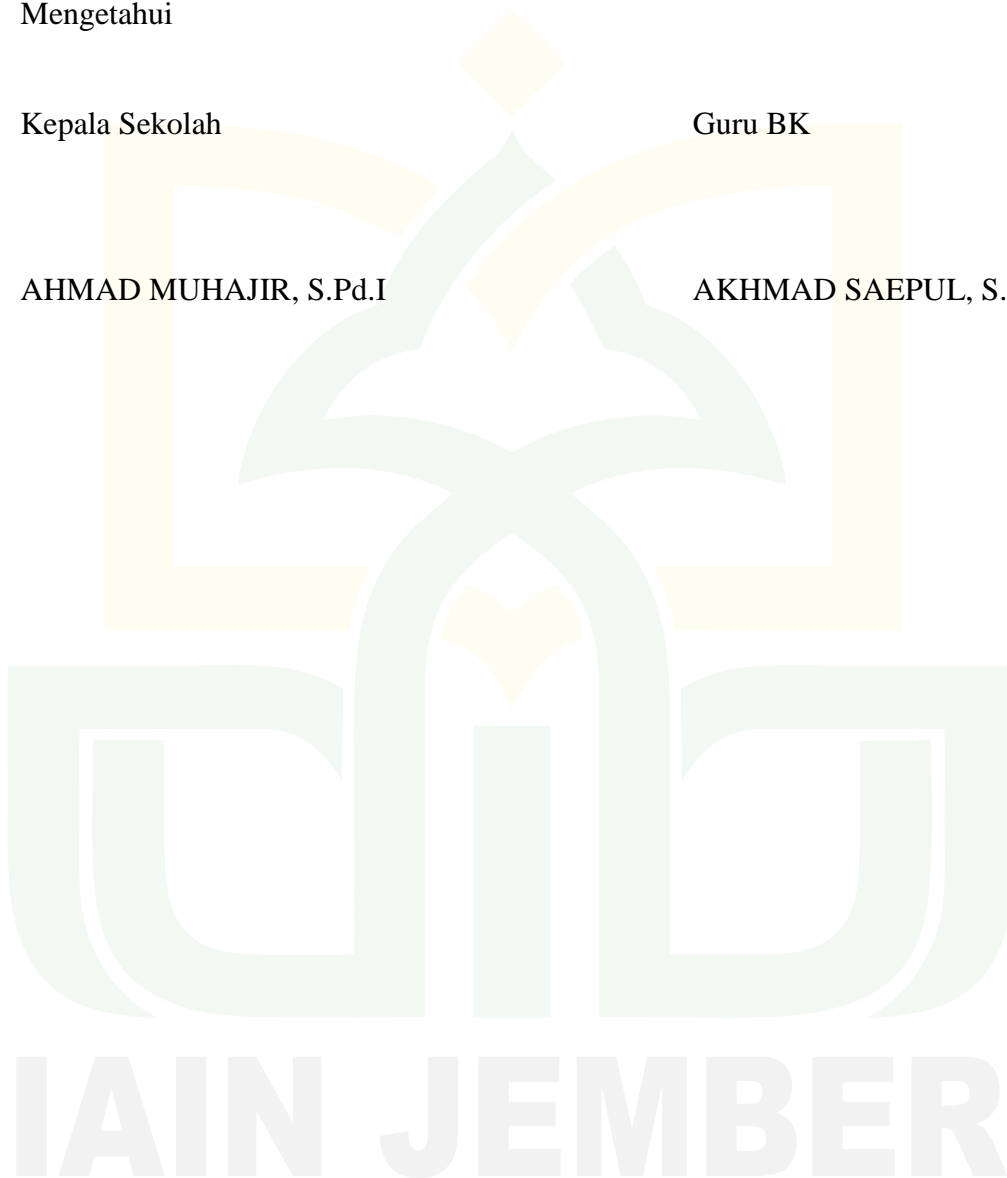 Mengetahui
Kepala Sekolah Guru BK
AHMAD MUHAJIR, S.Pd.I AKHMAD SAEPUL, S.
IAIN JEMBER